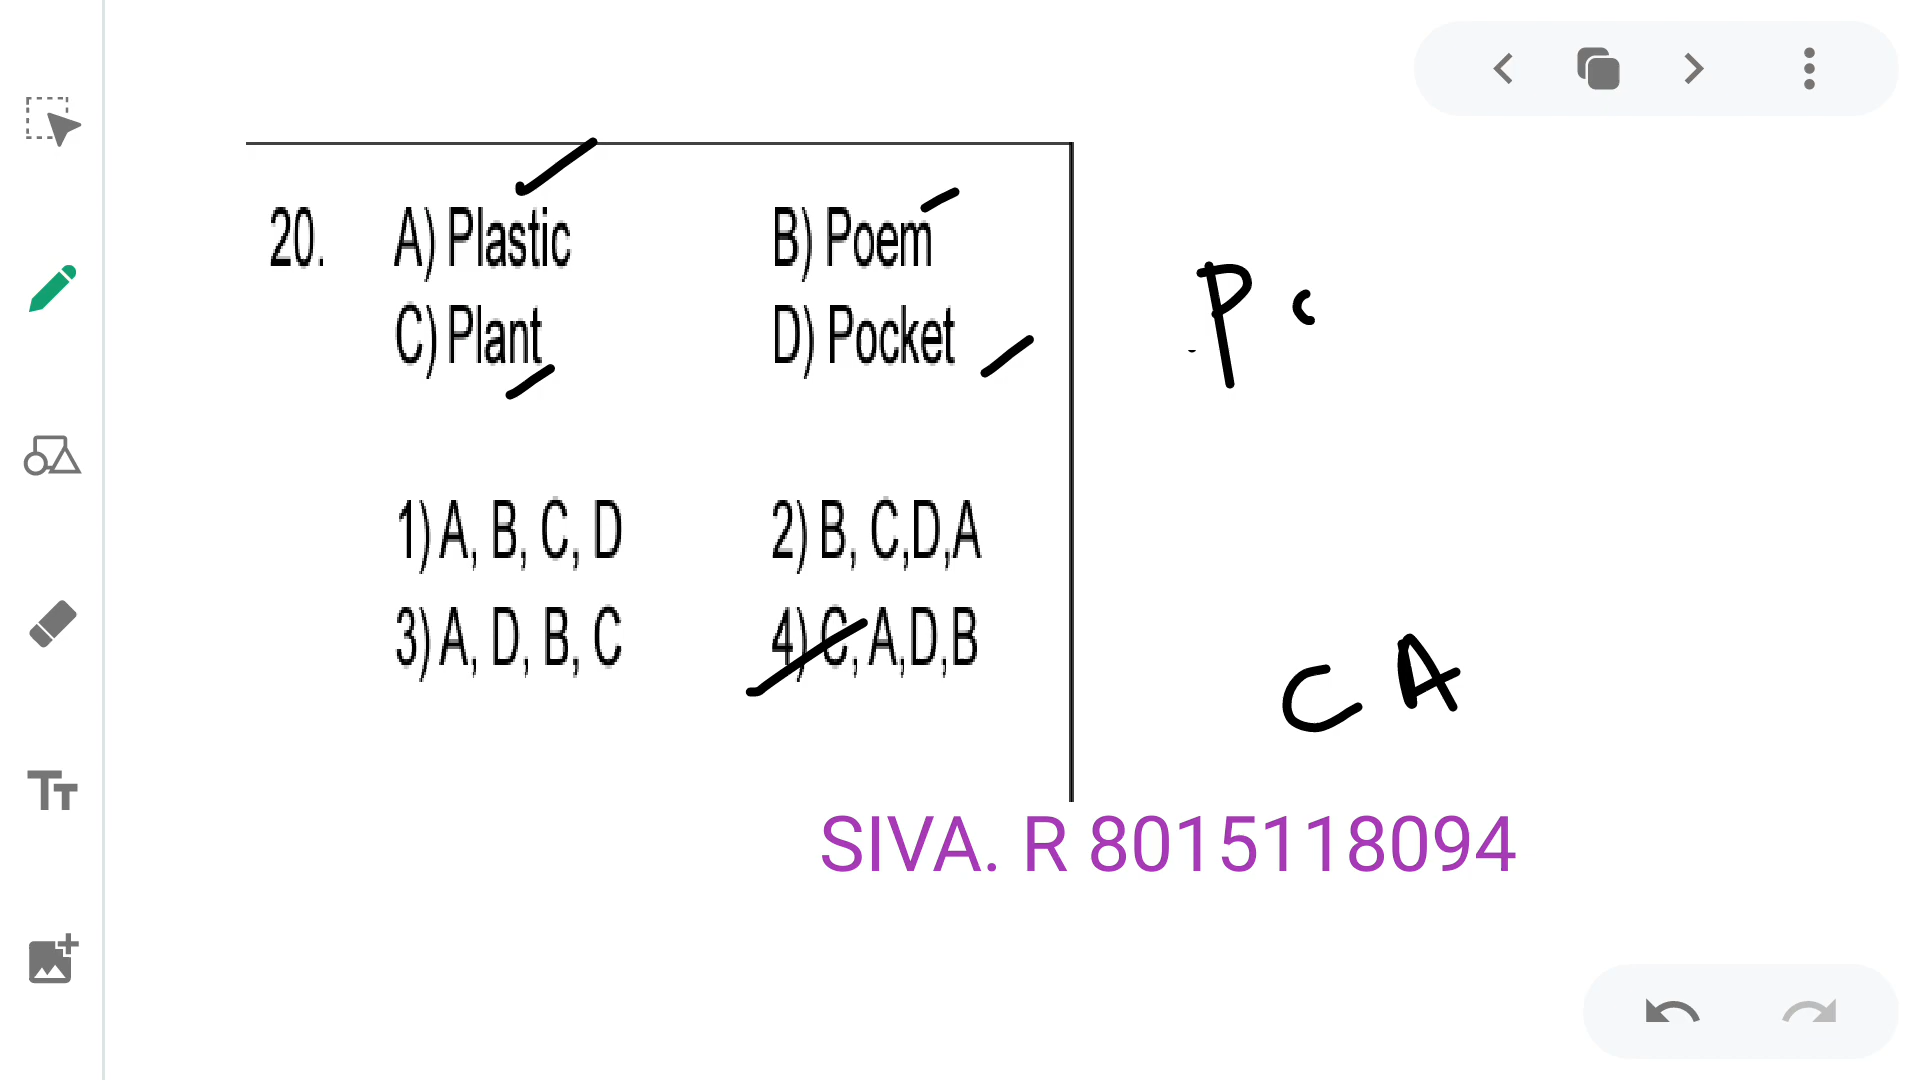 20. A) Plastic B) Poem
C) Plant D) Pocket
P c
1) A, B, C, D 2) B, C,D,A
3) A, D, B, C 4) C, A,D,B
C A
SIVA. R 8015118094